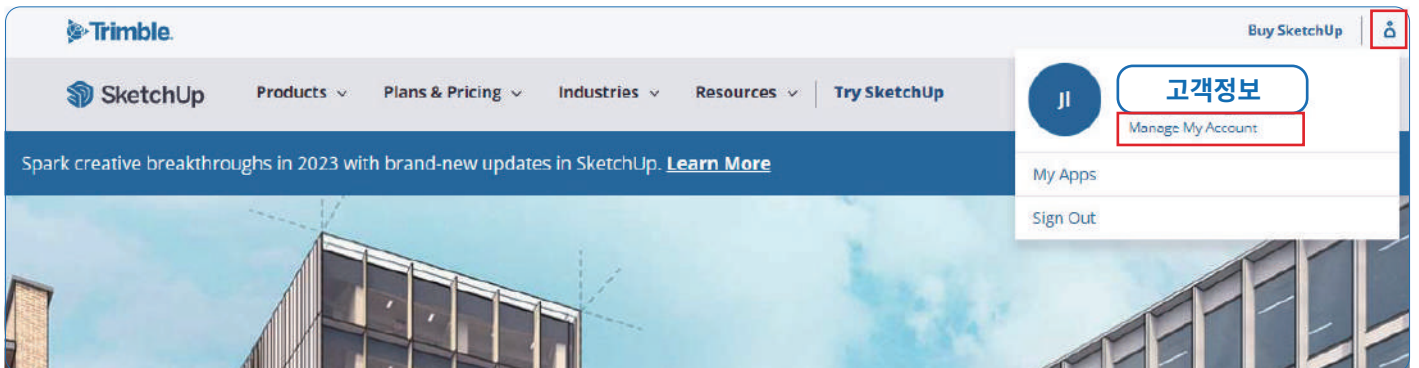 Trimble.
Buy SketchUp
SketchUp
Products
Plans & Pricing
Industries
Resources
Try SketchUp
JI
고객정보
Manage My Account
Spark creative breakthroughs in 2023 with brand-new updates in SketchUp. Learn More
My Apps
Sign Out